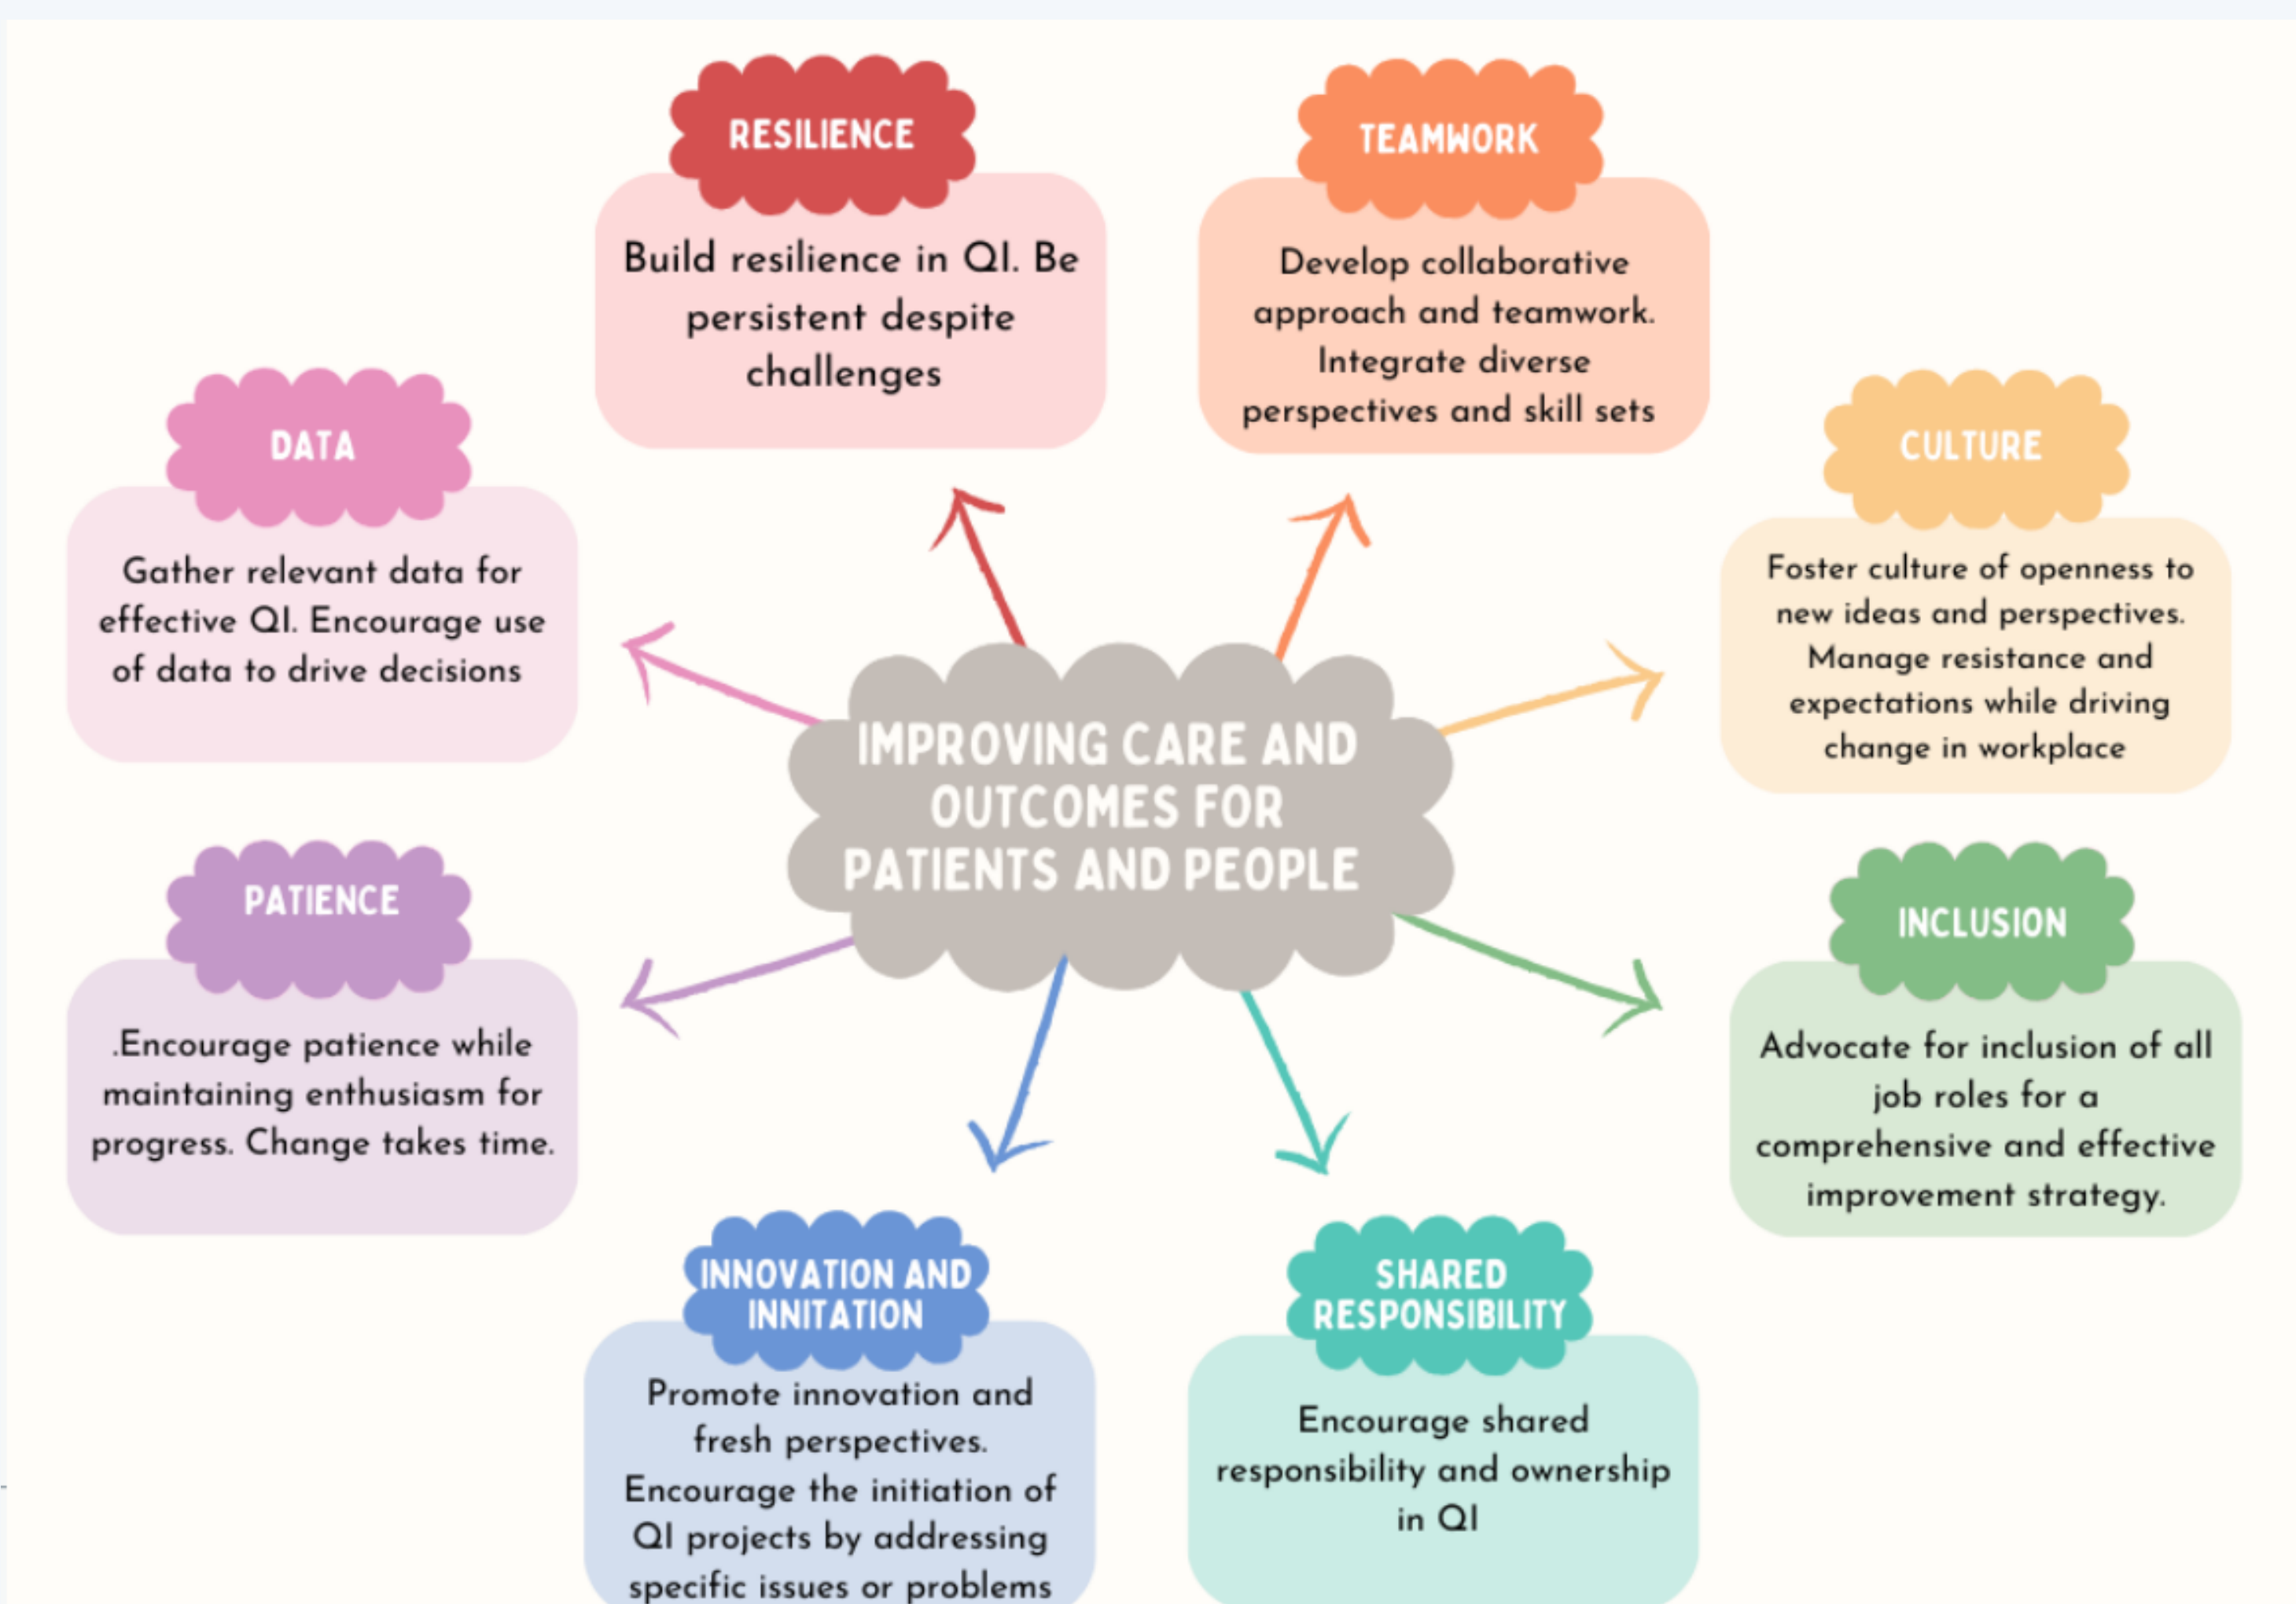 RESILIENCE
Build resilience in QI. Be
persistent despite
challenges
TEAMWORK
Develop collaborative
approach and teamwork.
Integrate diverse
perspectives and skill sets
DATA
Gather relevant data for
effective QI. Encourage use
of data to drive decisions
CULTURE
Foster culture of openness to
new ideas and perspectives.
Manage resistance and
expectations while driving
change in workplace
IMPROVING CARE AND
OUTCOMES FOR
PATIENTS AND PEOPLE
PATIENCE
.Encourage patience while
maintaining enthusiasm for
progress. Change takes time.
INCLUSION
Advocate for inclusion of all
job roles for a
comprehensive and effective
improvement strategy.
INNOVATION AND
INNITATION
Promote innovation and
fresh perspectives.
Encourage the initiation of
QI projects by addressing
specific issues or problems
SHARED
RESPONSIBILITY
Encourage shared
responsibility and ownership
in QI